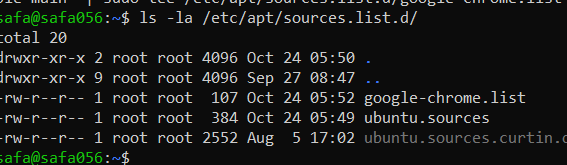 safa@safa056:~$ ls -la /etc/apt/sources.list.d/
total 20
drwxr-xr-x 2 root root 4096 Oct 24 05:50 .
drwxr-xr-x 9 root root 4096 Sep 27 08:47 ..
-rw-r--r-- 1 root root  107 Oct 24 05:52 google-chrome.list
-rw-r--r-- 1 root root  384 Oct 24 05:49 ubuntu.sources
-rw-r--r-- 1 root root 2552 Aug  5 17:02 ubuntu.sources.curtin.
safa@safa056:~$